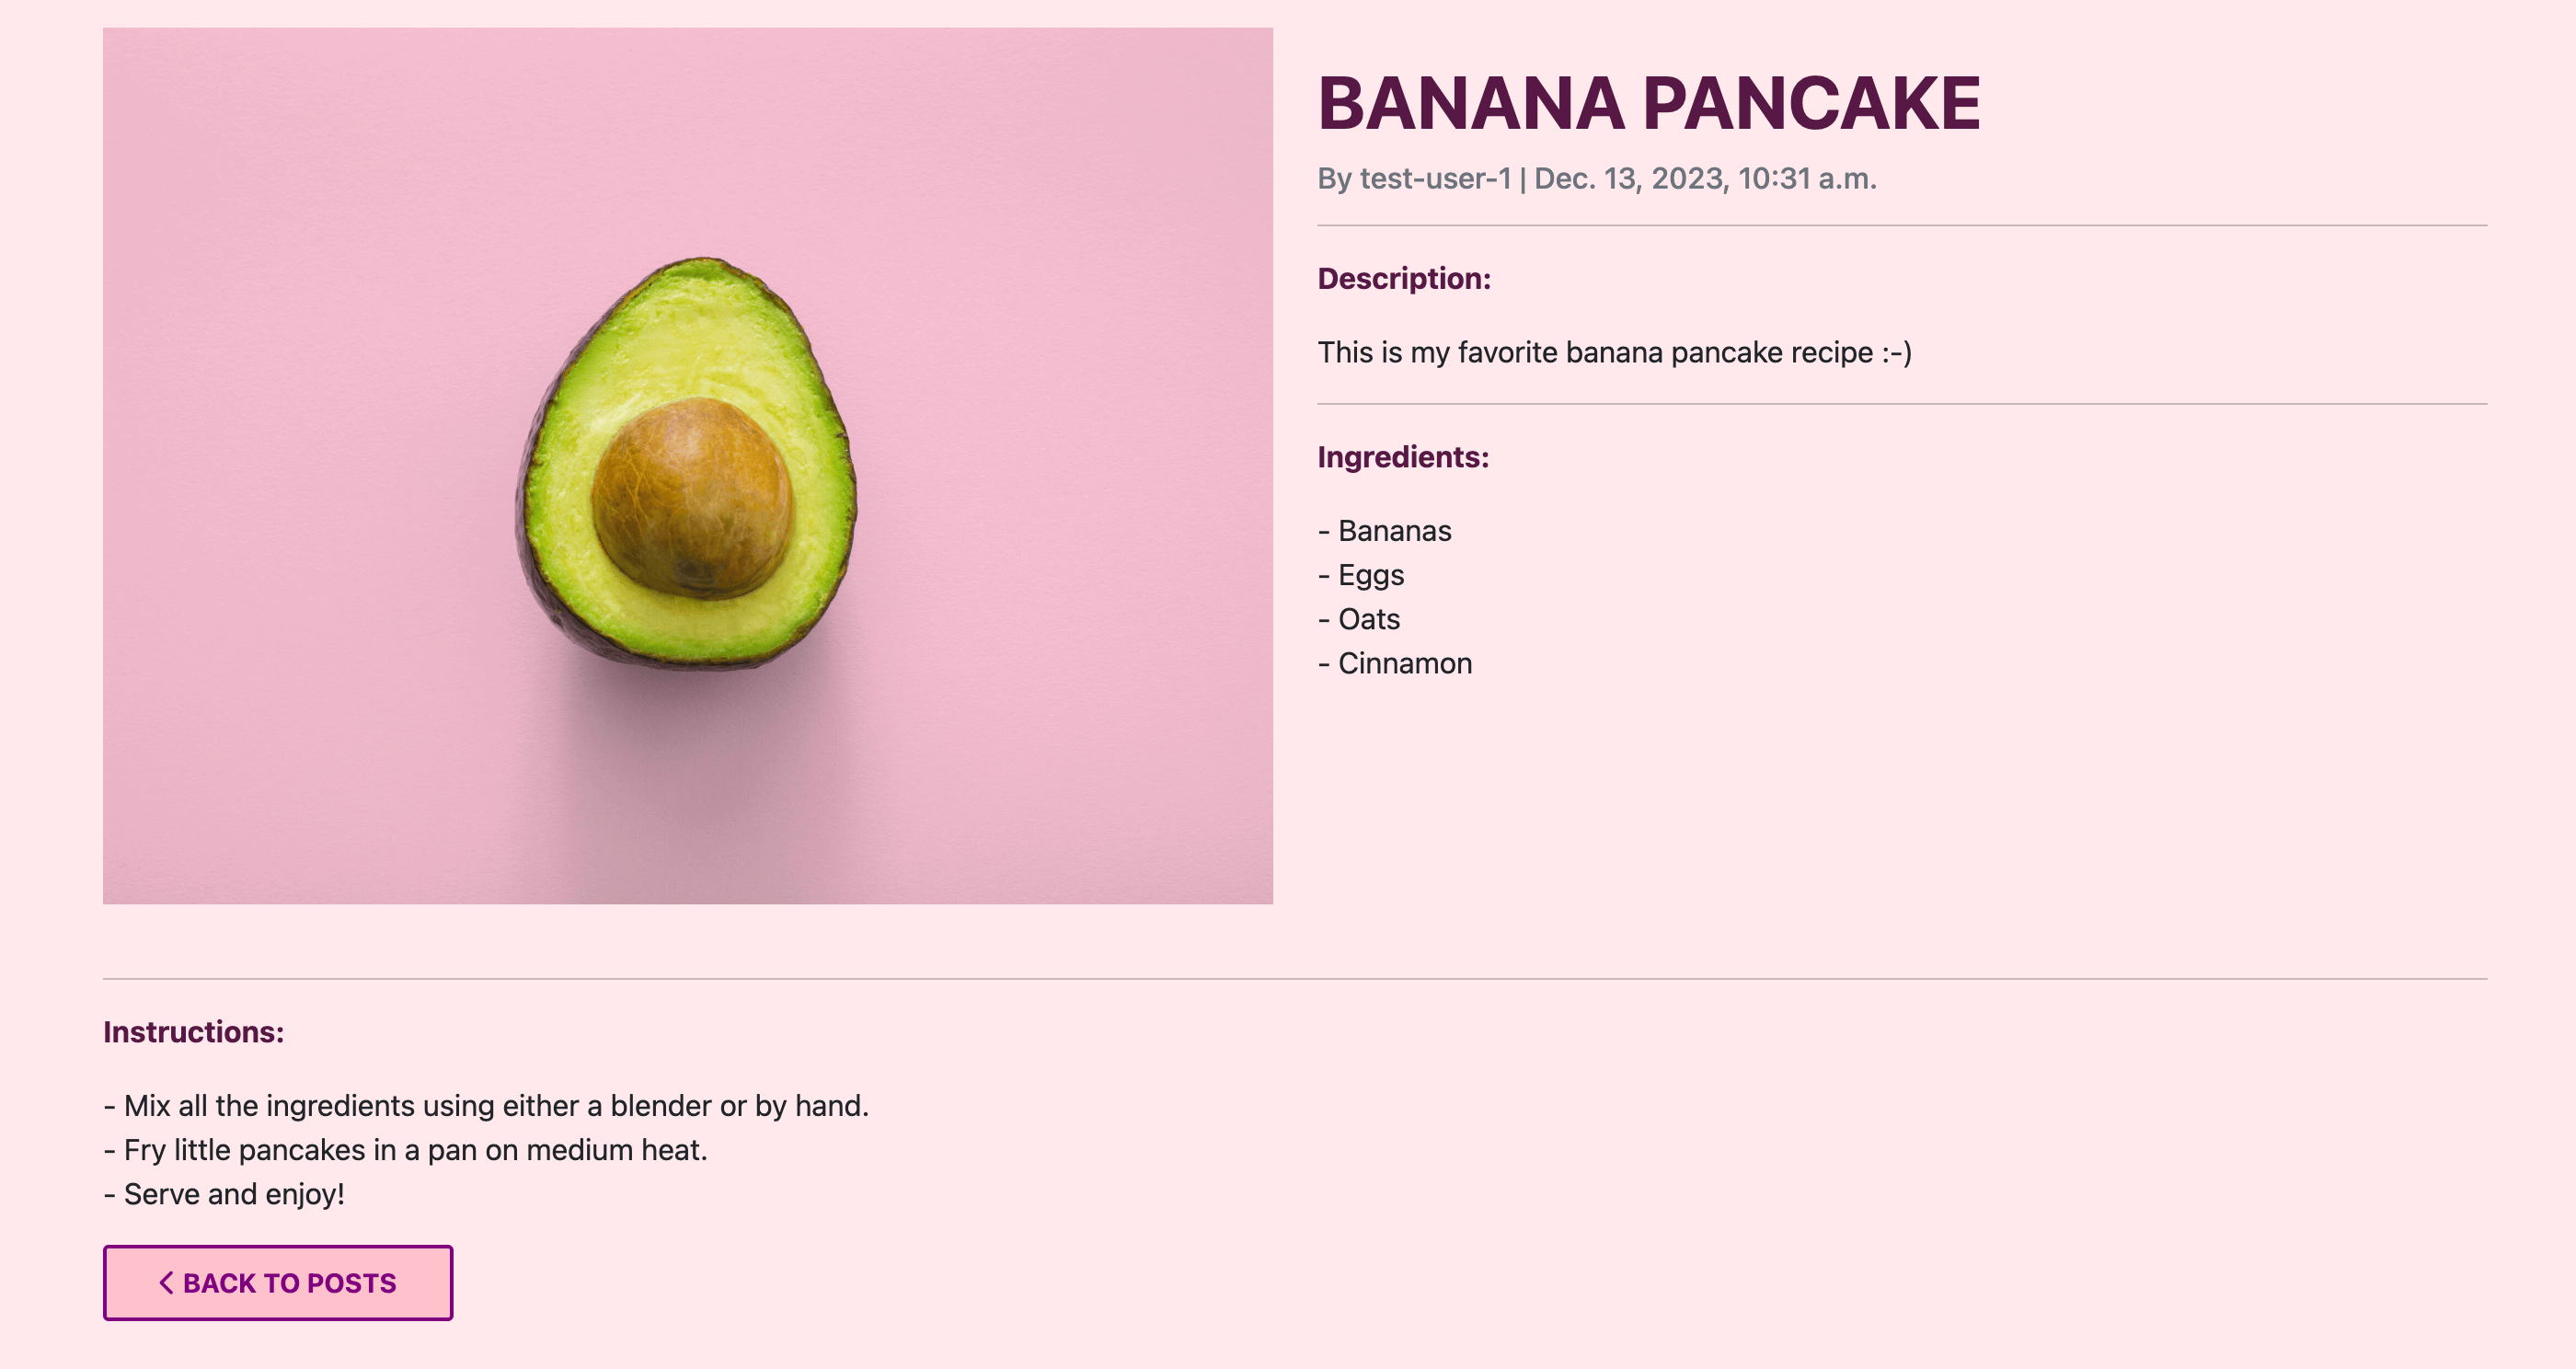 BANANA PANCAKE
By test-user-1 | Dec. 13, 2023, 10:31 a.m.
Description:
This is my favorite banana pancake recipe :-)
Ingredients:
- Bananas
- Eggs
- Oats
- Cinnamon
Instructions:
- Mix all the ingredients using either a blender or by hand.
- Fry little pancakes in a pan on medium heat.
- Serve and enjoy!
< BACK TO POSTS